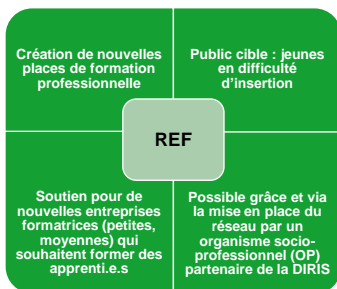 Création de nouvelles
places de formation
professionnelle
Public cible : jeunes
en difficulté
d'insertion
REF
Soutien pour de
nouvelles entreprises
formatrices (petites,
moyennes) qui
souhaitent former des
apprenti.e.s
Possible grâce et via
la mise en place du
réseau par un
organisme socio-
professionnel (OP)
partenaire de la DIRIS